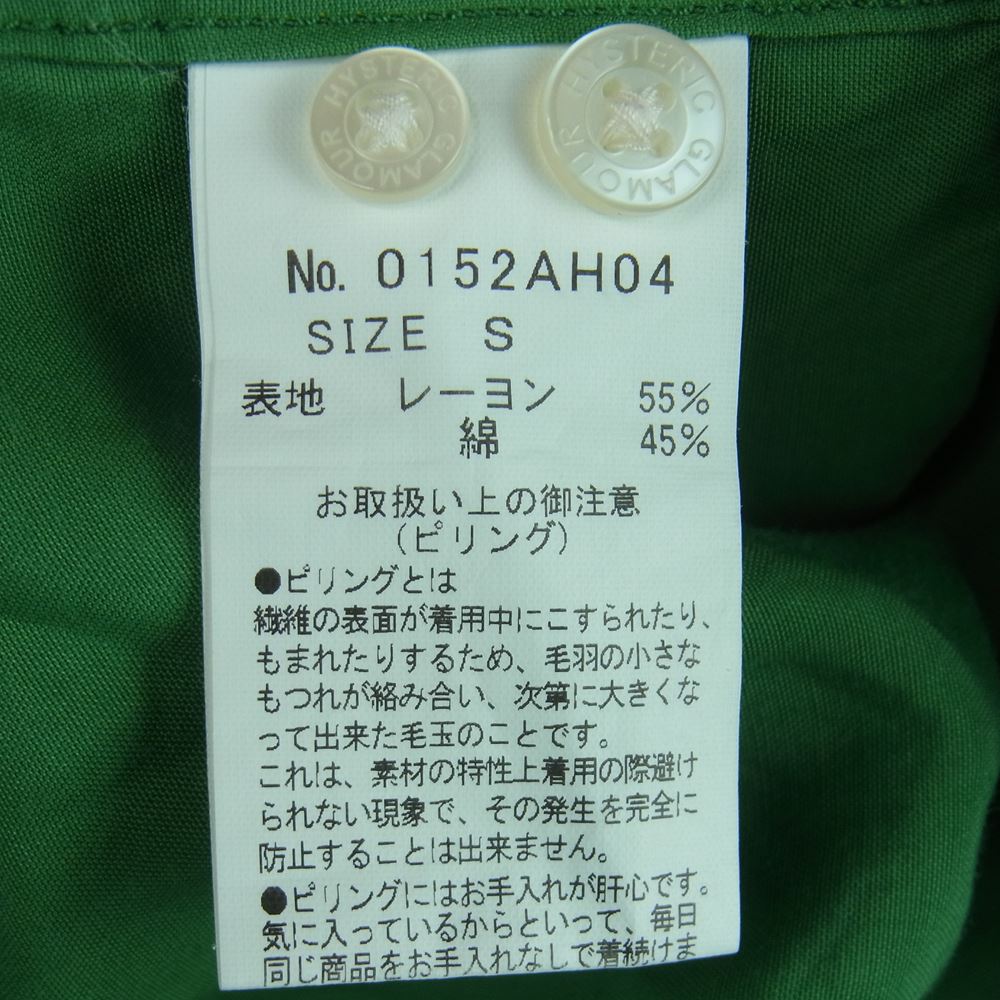 HYSTERIC GLAMOUR
HYSTERIC GLAMOUR
No. 0152AH04
SIZE S
表地 レーヨン 55%
綿 45%
お取扱い上の御注意
(ピリング)
●ピリングとは
繊維の表面が着用中にこすられたり、
もまれたりするため、毛羽の小さな
もつれが絡み合い、次第に大きくな
って出来た毛玉のことです。
これは、素材の特性上着用の際避け
られない現象で、その発生を完全に
防止することは出来ません。
●ピリングにはお手入れが肝心です。
気に入っているからといって、毎日
同じ商品をお手入れなしで着続けま